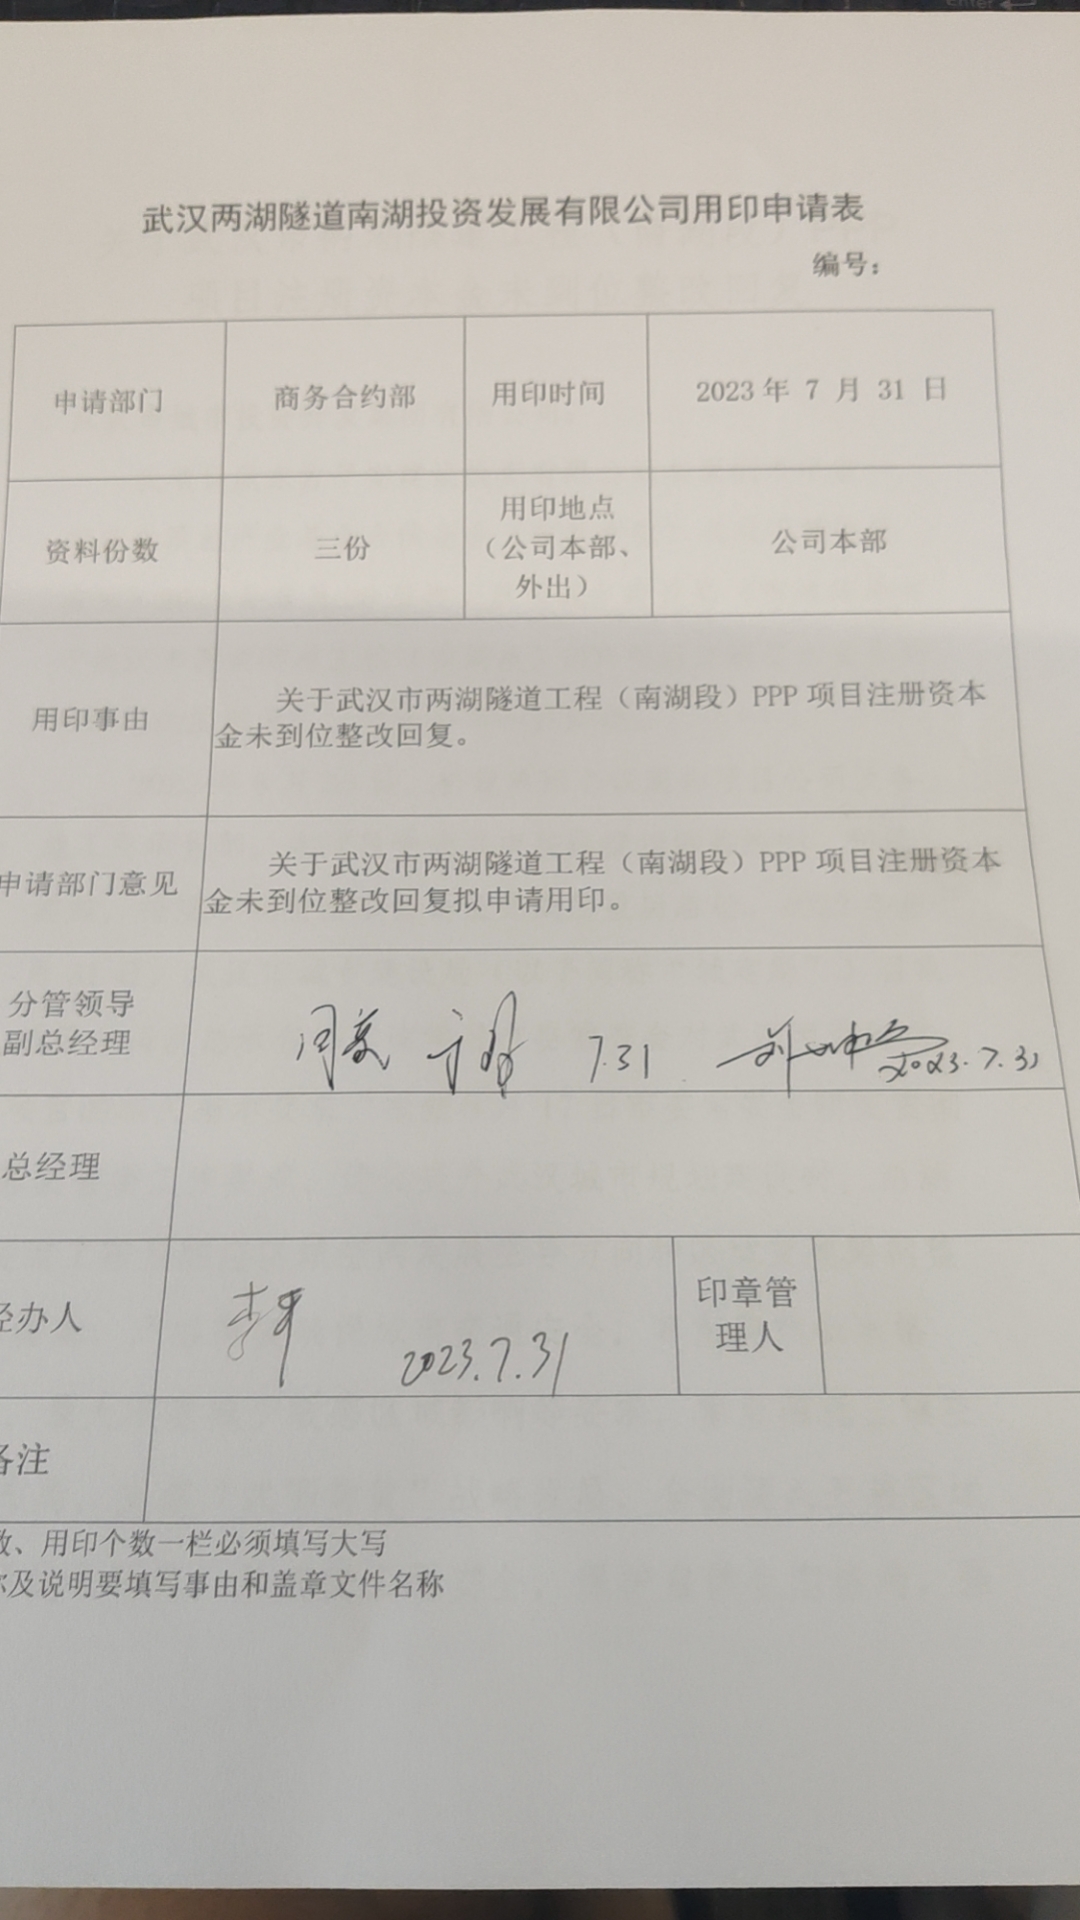 武汉两湖隧道南湖投资发展有限公司用印申请表
编号：
申请部门 商务合约部 用印时间 2023 年 7 月 31 日
资料份数 三份 用印地点（公司本部、外出） 公司本部
用印事由
关于武汉市两湖隧道工程（南湖段）PPP 项目注册资本
金未到位整改回复。
申请部门意见
关于武汉市两湖隧道工程（南湖段）PPP 项目注册资本
金未到位整改回复拟申请用印。
分管领导
副总经理
同意 7.31 2023.7.31
总经理
经办人 2023.7.31 印章管理人
备注
数、用印个数一栏必须填写大写
称及说明要填写事由和盖章文件名称